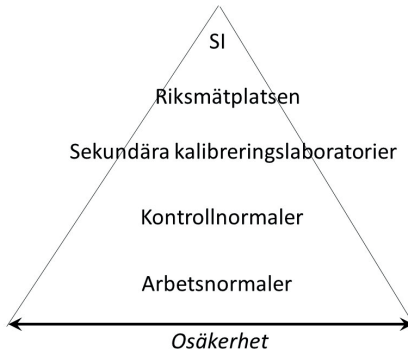 SI
Riksmätplatsen
Sekundära kalibreringslaboratorier
Kontrollnormaler
Arbetsnormaler
Osäkerhet